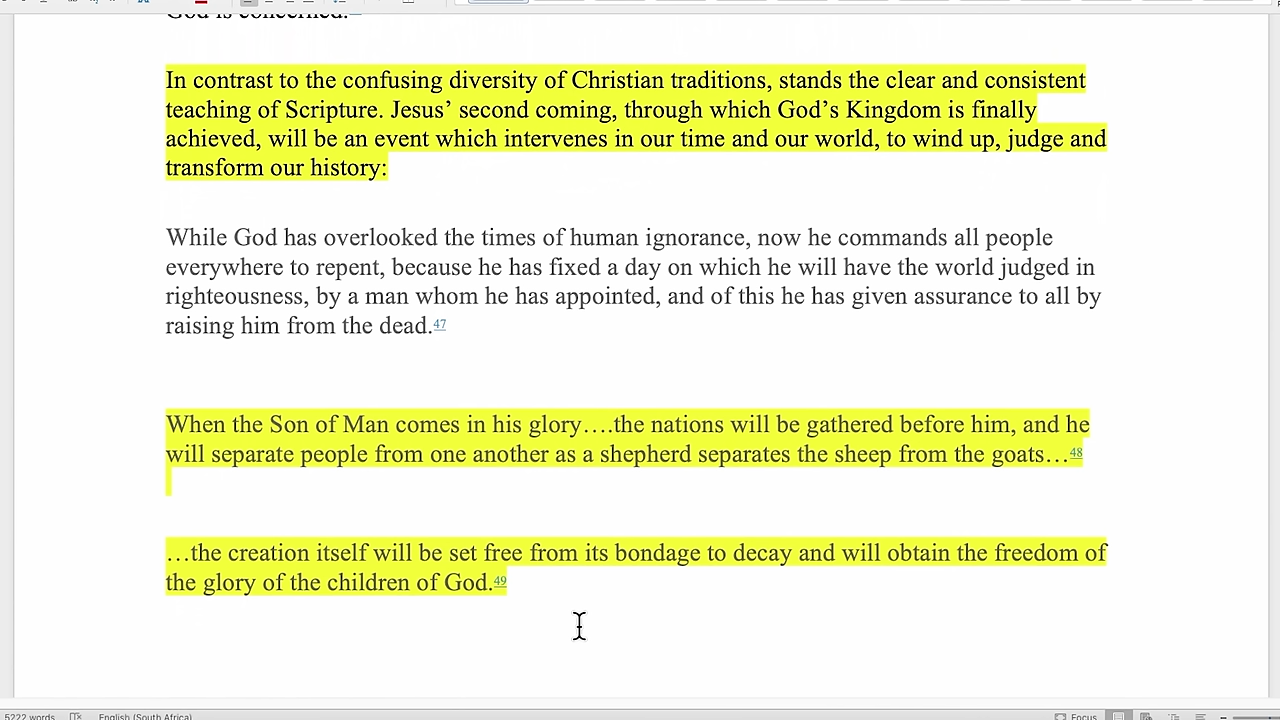 God is concerned.
In contrast to the confusing diversity of Christian traditions, stands the clear and consistent
teaching of Scripture. Jesus’ second coming, through which God’s Kingdom is finally
achieved, will be an event which intervenes in our time and our world, to wind up, judge and
transform our history:
While God has overlooked the times of human ignorance, now he commands all people
everywhere to repent, because he has fixed a day on which he will have the world judged in
righteousness, by a man whom he has appointed, and of this he has given assurance to all by
raising him from the dead.47
When the Son of Man comes in his glory….the nations will be gathered before him, and he
will separate people from one another as a shepherd separates the sheep from the goats…48
…the creation itself will be set free from its bondage to decay and will obtain the freedom of
the glory of the children of God.49
5222 words English (South Africa) Focus